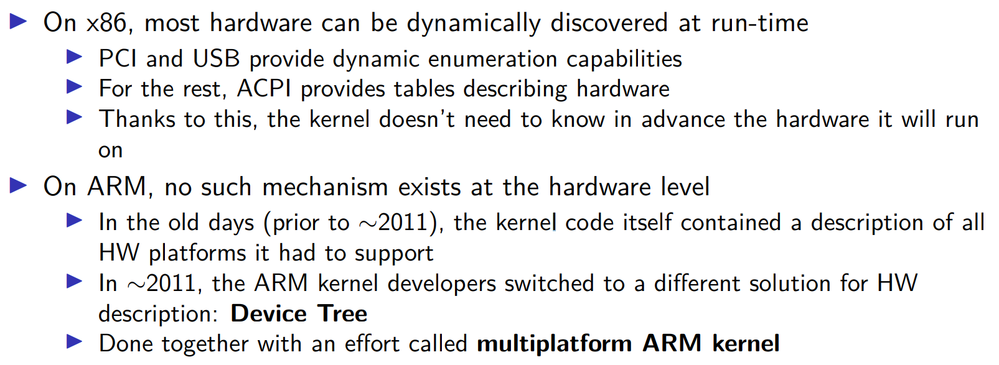 On x86, most hardware can be dynamically discovered at run-time
PCI and USB provide dynamic enumeration capabilities
For the rest, ACPI provides tables describing hardware
Thanks to this, the kernel doesn't need to know in advance the hardware it will run
on
On ARM, no such mechanism exists at the hardware level
In the old days (prior to ~2011), the kernel code itself contained a description of all
HW platforms it had to support
In ~2011, the ARM kernel developers switched to a different solution for HW
description: Device Tree
Done together with an effort called multiplatform ARM kernel